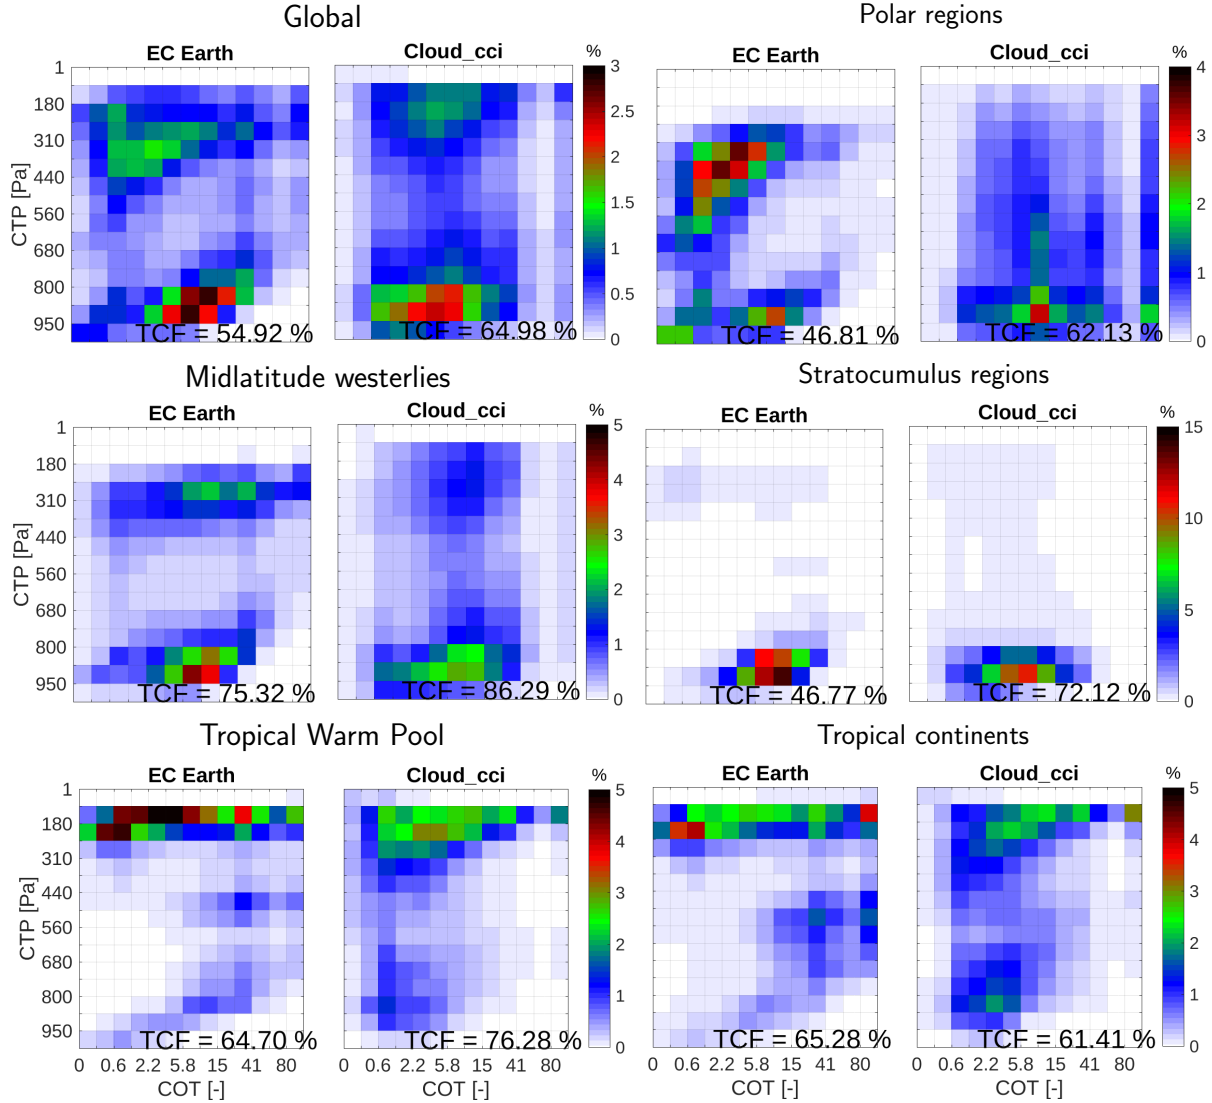 Global
Polar regions
EC Earth
Cloud_cci
%
EC Earth
Cloud_cci
%
1
180
310
440
560
680
800
950
CTP [Pa]
TCF = 54.92 %
TCF = 64.98 %
3
2.5
2
1.5
1
0.5
0
TCF = 46.81 %
TCF = 62.13 %
4
3
2
1
0
Midlatitude westerlies
Stratocumulus regions
EC Earth
Cloud_cci
%
EC Earth
Cloud_cci
%
1
180
310
440
560
680
800
950
CTP [Pa]
TCF = 75.32 %
TCF = 86.29 %
5
4
3
2
1
0
TCF = 46.77 %
TCF = 72.12 %
15
10
5
0
Tropical Warm Pool
Tropical continents
EC Earth
Cloud_cci
%
EC Earth
Cloud_cci
%
1
180
310
440
560
680
800
950
CTP [Pa]
TCF = 64.70 %
TCF = 76.28 %
5
4
3
2
1
0
TCF = 65.28 %
TCF = 61.41 %
5
4
3
2
1
0
0 0.6 2.2 5.8 15 41 80
0 0.6 2.2 5.8 15 41 80
0 0.6 2.2 5.8 15 41 80
0 0.6 2.2 5.8 15 41 80
COT [-]
COT [-]
COT [-]
COT [-]